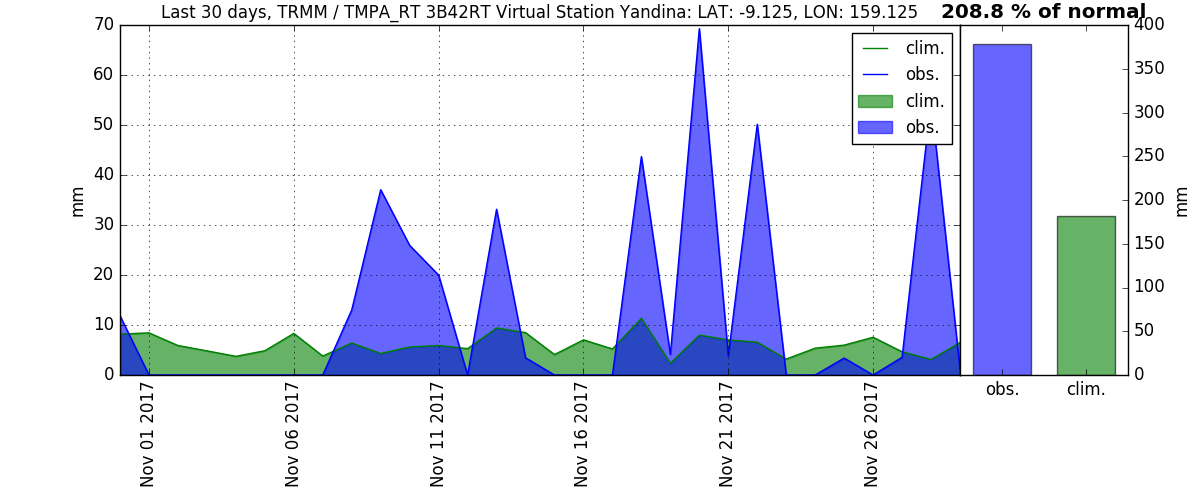 Last 30 days, TRMM / TMPA_RT 3B42RT Virtual Station Yandina: LAT: -9.125, LON: 159.125
208.8 % of normal
70
60
50
40
30
20
10
0
mm
clim.
obs.
clim.
obs.
Nov 01 2017
Nov 06 2017
Nov 11 2017
Nov 16 2017
Nov 21 2017
Nov 26 2017
400
350
300
250
200
150
100
50
0
mm
obs.
clim.